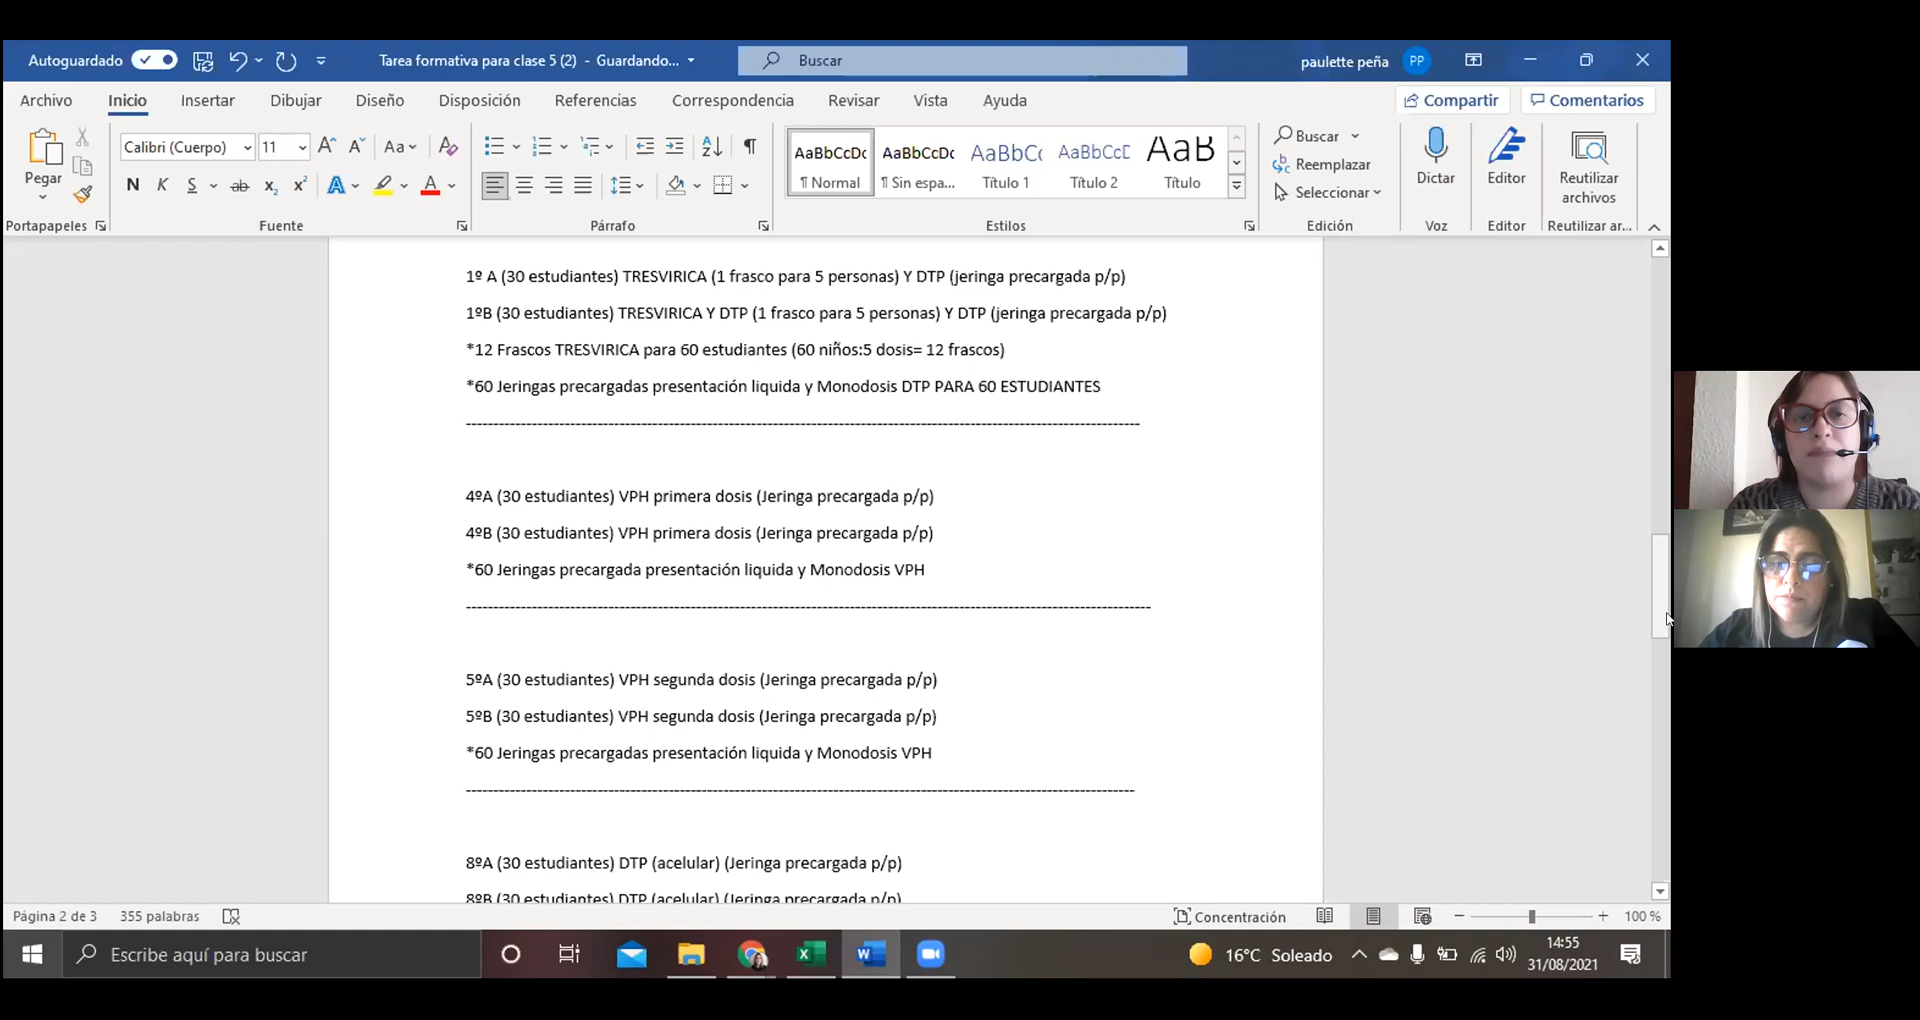 Autoguardado
Tarea formativa para clase 5 (2) - Guardando...
Buscar
paulette peña
PP
Archivo
Inicio
Insertar
Dibujar
Diseño
Disposición
Referencias
Correspondencia
Revisar
Vista
Ayuda
Compartir
Comentarios
Pegar
Portapapeles
Calibri (Cuerpo)
11
Aa
N K S ab x₂ x² A A
Fuente
Párrafo
AaBbCcDc
¶ Normal
AaBbCcDc
¶ Sin espa...
AaBbC(
Título 1
AaBbCcD
Título 2
AaB
Título
Estilos
Buscar
Reemplazar
Seleccionar
Edición
Dictar
Voz
Editor
Editor
Reutilizar
archivos
Reutilizar ar...
1º A (30 estudiantes) TRESVIRICA (1 frasco para 5 personas) Y DTP (jeringa precargada p/p)
1ºB (30 estudiantes) TRESVIRICA Y DTP (1 frasco para 5 personas) Y DTP (jeringa precargada p/p)
*12 Frascos TRESVIRICA para 60 estudiantes (60 niños:5 dosis= 12 frascos)
*60 Jeringas precargadas presentación liquida y Monodosis DTP PARA 60 ESTUDIANTES
4ºA (30 estudiantes) VPH primera dosis (Jeringa precargada p/p)
4ºB (30 estudiantes) VPH primera dosis (Jeringa precargada p/p)
*60 Jeringas precargada presentación liquida y Monodosis VPH
5ºA (30 estudiantes) VPH segunda dosis (Jeringa precargada p/p)
5ºB (30 estudiantes) VPH segunda dosis (Jeringa precargada p/p)
*60 Jeringas precargadas presentación liquida y Monodosis VPH
8ºA (30 estudiantes) DTP (acelular) (Jeringa precargada p/p)
8ºB (30 estudiantes) DTP (acelular) (Jeringa precargada p/p)
Página 2 de 3
355 palabras
Concentración
100 %
Escribe aquí para buscar
16°C Soleado
14:55
31/08/2021